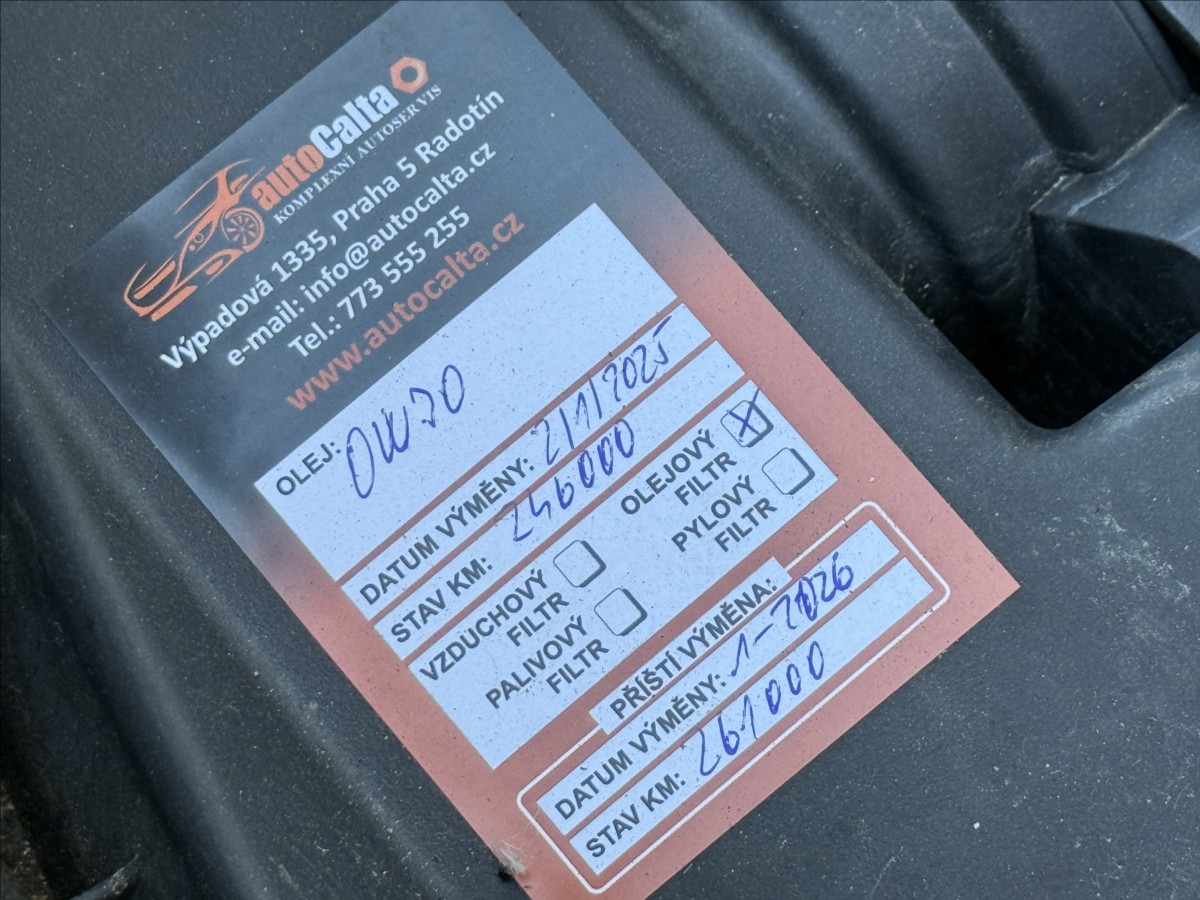 autoCalta
KOMPLEXNÍ AUTOSERVIS
Výpadová 1335, Praha 5 Radotín
e-mail: info@autocalta.cz
Tel.: 773 555 255
www.autocalta.cz
OLEJ: 0W30
DATUM VÝMĚNY: 2/1/2025
STAV KM: 246000
VZDUCHOVÝ FILTR
OLEJOVÝ FILTR X
PALIVOVÝ FILTR
PYLOVÝ FILTR
PŘÍŠTÍ VÝMĚNA:
DATUM VÝMĚNY: 1-2026
STAV KM: 261000